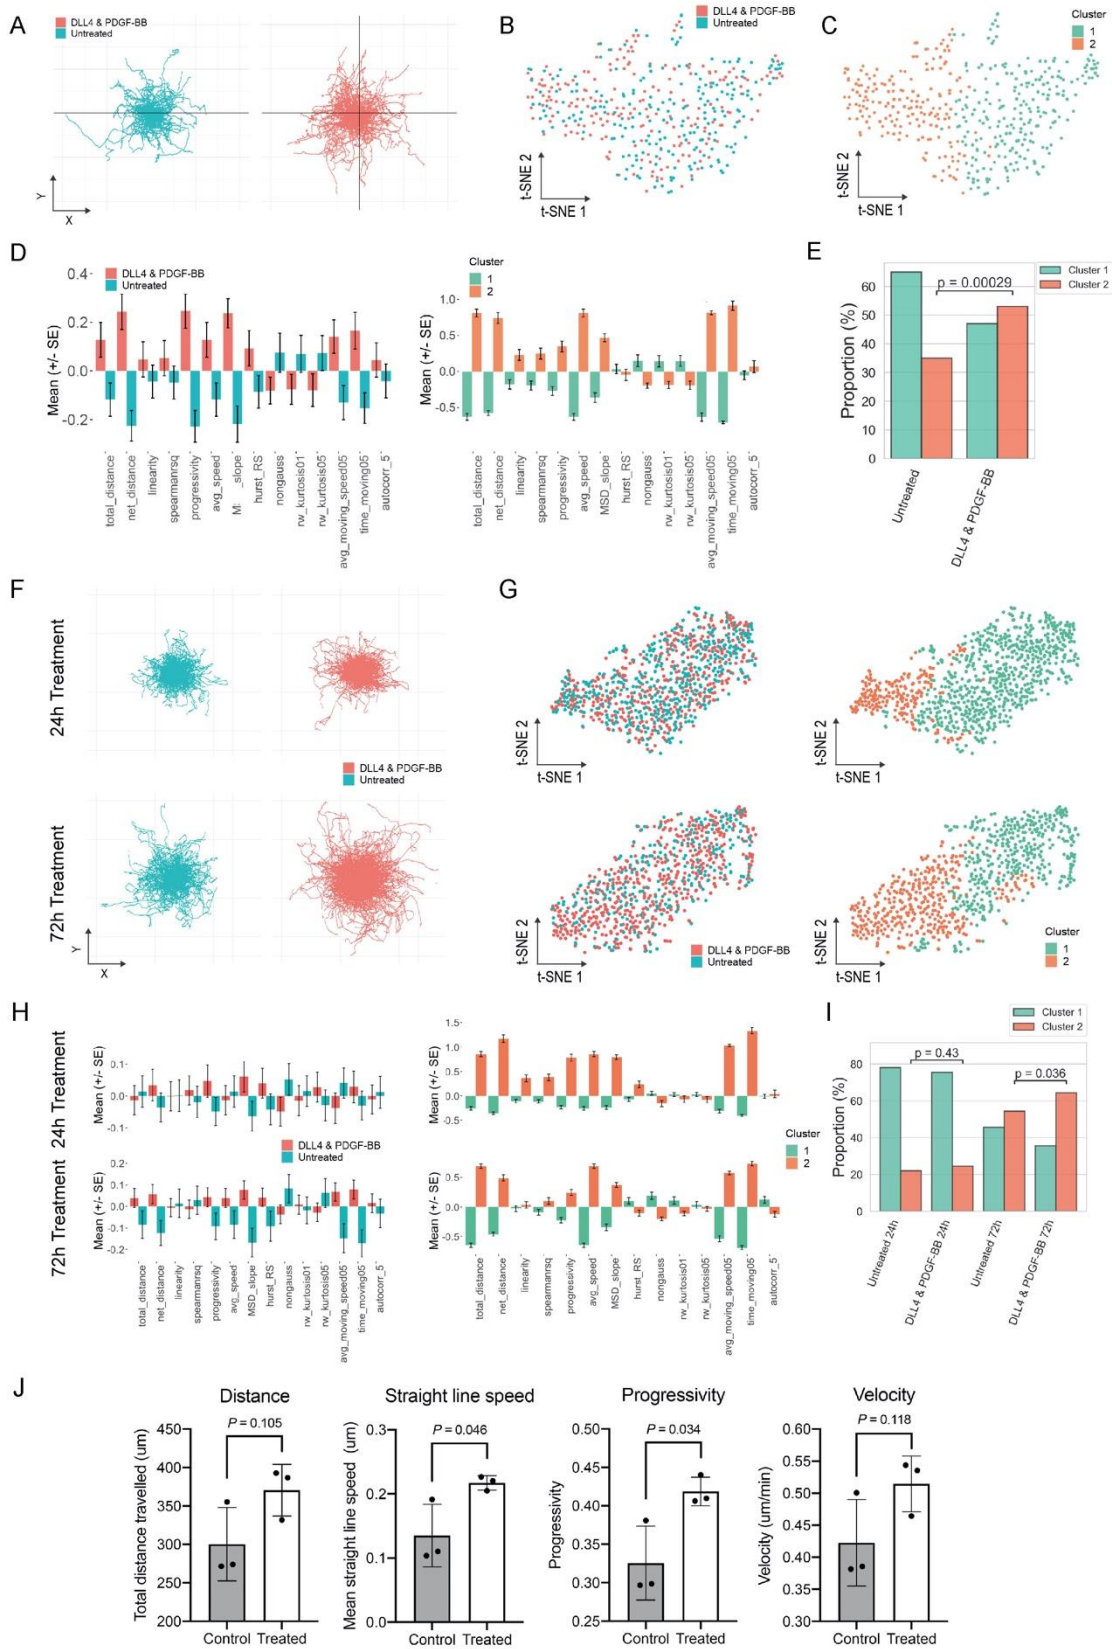 A
DLL4 & PDGF-BB
Untreated
Y
X
B
DLL4 & PDGF-BB
Untreated
t-SNE 2
t-SNE 1
C
Cluster
1
2
t-SNE 2
t-SNE 1
D
DLL4 & PDGF-BB
Untreated
Mean (+/- SE)
0.4
0.2
0.0
-0.2
total_distance
net_distance
linearity
spearmanrsq
progressivity
avg_speed
M: _slope
hurst_RS
nongauss
rw_kurtosis01
rw_kurtosis05
avg_moving_speed05
time_moving05
autocorr_5
Cluster
1
2
Mean (+/- SE)
1.0
0.5
0.0
-0.5
total_distance
net_distance
linearity
spearmanrsq
progressivity
avg_speed
MSD_slope
hurst_RS
nongauss
rw_kurtosis01
rw_kurtosis05
avg_moving_speed05
time_moving05
autocorr_5
E
Cluster 1
Cluster 2
p = 0.00029
Proportion (%)
60
50
40
30
20
10
0
Untreated
DLL4 & PDGF-BB
F
24h Treatment
DLL4 & PDGF-BB
Untreated
72h Treatment
Y
X
G
t-SNE 2
t-SNE 1
t-SNE 2
t-SNE 1
t-SNE 2
t-SNE 1
DLL4 & PDGF-BB
Untreated
t-SNE 2
t-SNE 1
Cluster
1
2
H
24h Treatment
Mean (+/- SE)
0.1
0.0
-0.1
DLL4 & PDGF-BB
Untreated
72h Treatment
Mean (+/- SE)
0.2
0.1
0.0
-0.1
-0.2
total_distance
net_distance
linearity
spearmanrsq
progressivity
avg_speed
MSD_slope
hurst_RS
nongauss
rw_kurtosis01
rw_kurtosis05
avg_moving_speed05
time_moving05
autocorr_5
Mean (+/- SE)
1.5
1.0
0.5
0.0
-0.5
Cluster
1
2
Mean (+/- SE)
0.5
0.0
-0.5
total_distance
net_distance
linearity
spearmanrsq
progressivity
avg_speed
MSD_slope
hurst_RS
nongauss
rw_kurtosis01
rw_kurtosis05
avg_moving_speed05
time_moving05
autocorr_5
I
Cluster 1
Cluster 2
p = 0.43
p = 0.036
Proportion (%)
80
60
40
20
0
Untreated 24h
DLL4 & PDGF-BB 24h
Untreated 72h
DLL4 & PDGF-BB 72h
J
Distance
P = 0.105
Total distance travelled (um)
450
400
350
300
250
200
Control Treated
Straight line speed
P = 0.046
Mean straight line speed (um)
0.3
0.2
0.1
0.0
Control Treated
Progressivity
P = 0.034
Progressivity
0.50
0.45
0.40
0.35
0.30
0.25
Control Treated
Velocity
P = 0.118
Velocity (um/min)
0.60
0.55
0.50
0.45
0.40
0.35
0.30
Control Treated